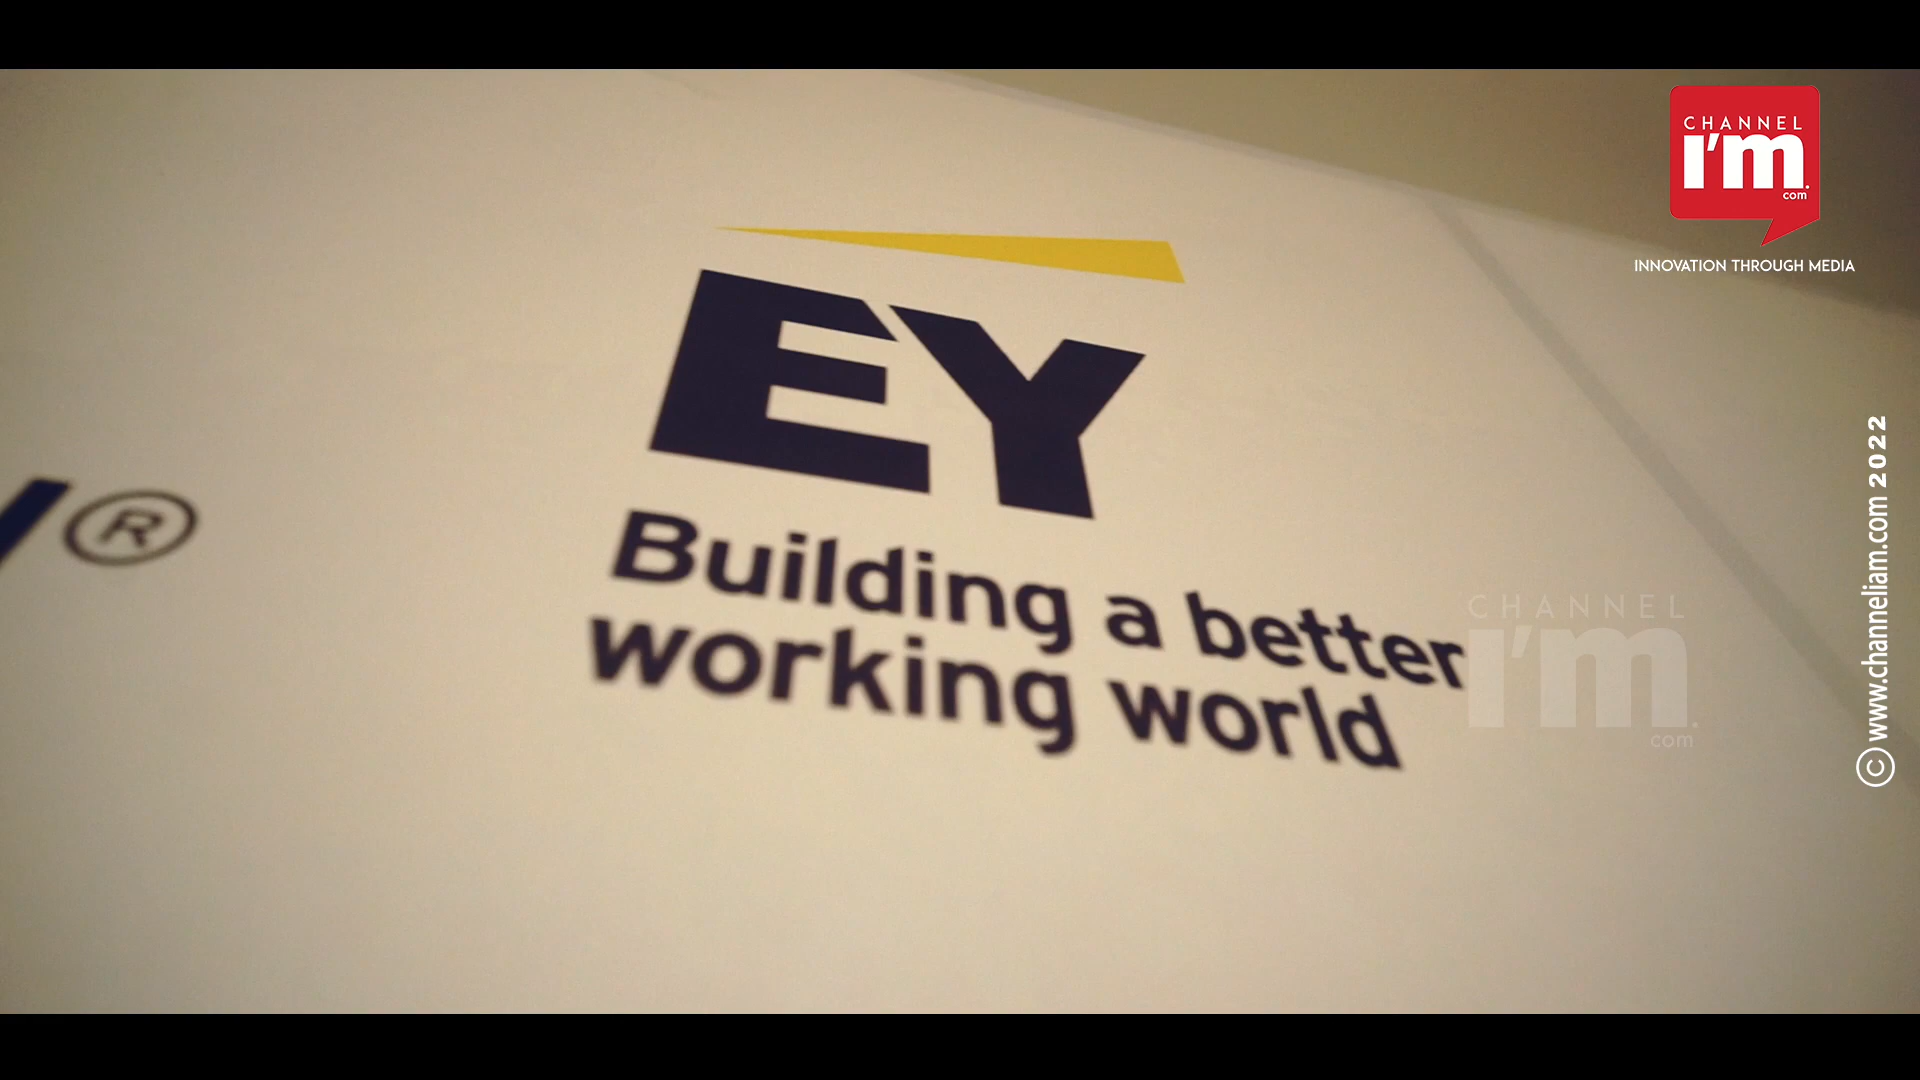 CHANNEL
I'm.
com
INNOVATION THROUGH MEDIA
EY
®
Building a better
working world
CHANNEL
I'm.
com
© www.channeliam.com 2022